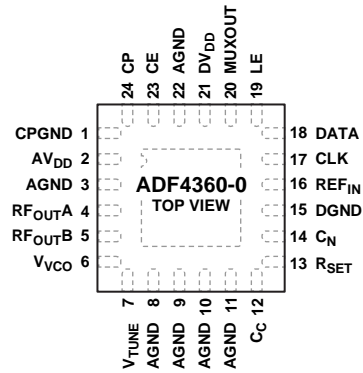 24 CP
23 CE
22 AGND
21 DVDD
20 MUXOUT
19 LE
CPGND 1
AVDD 2
AGND 3
RFOUTA 4
RFOUTB 5
VVCO 6
ADF4360-0
TOP VIEW
18 DATA
17 CLK
16 REFIN
15 DGND
14 CN
13 RSET
VTUNE 7
AGND 8
AGND 9
AGND 10
AGND 11
CC 12